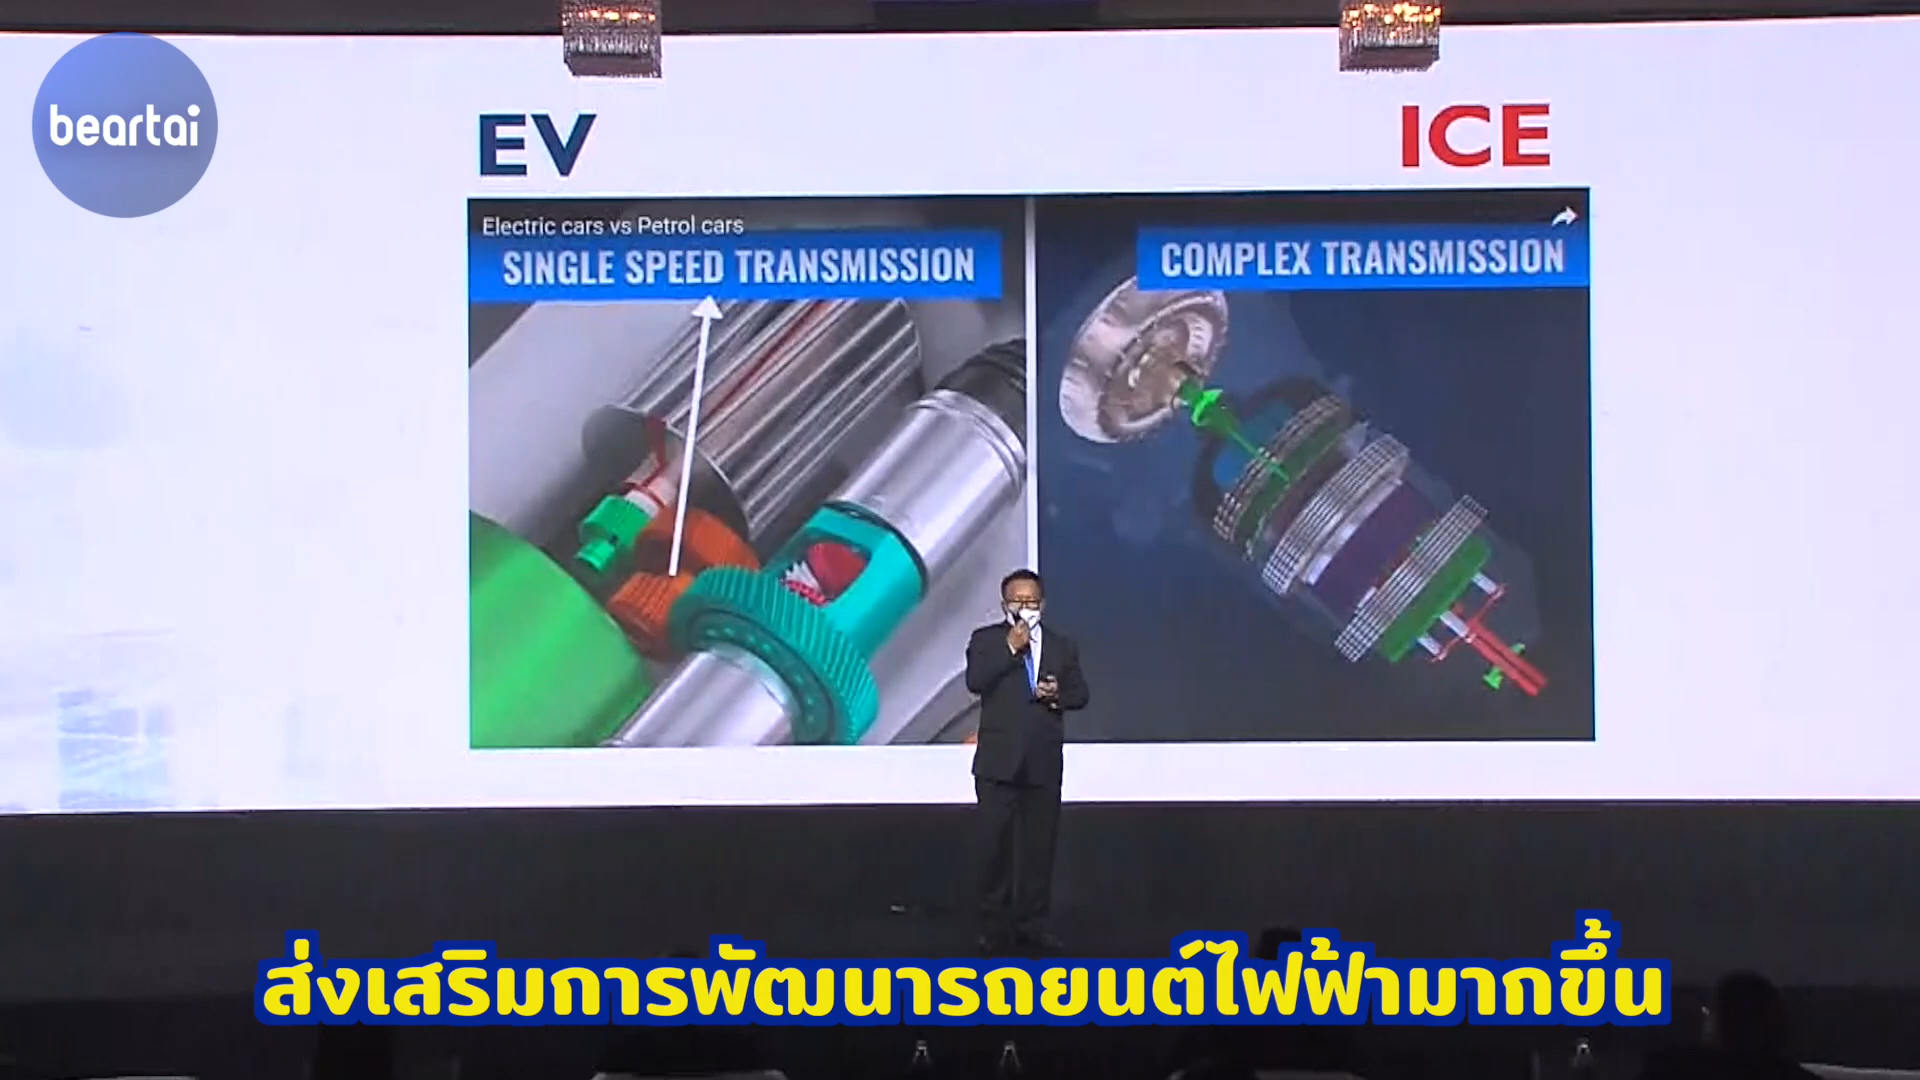 beartai
EV
ICE
Electric cars vs Petrol cars
SINGLE SPEED TRANSMISSION
COMPLEX TRANSMISSION
ส่งเสริมการพัฒนารถยนต์ไฟฟ้ามากขึ้น